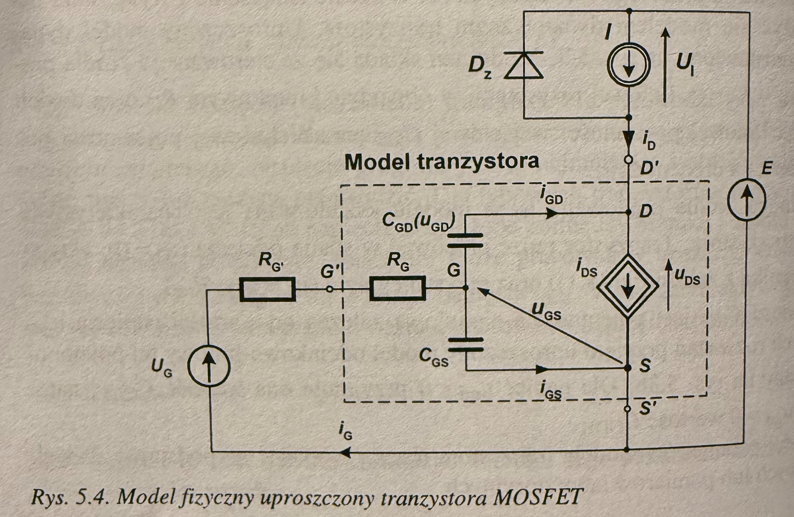 I
D_z
U_I
i_D
D'
E
Model tranzystora
i_GD
C_GD(u_GD)
D
R_G'
G'
R_G
G
i_DS
u_DS
u_GS
C_GS
U_G
S
i_GS
S'
i_G
Rys. 5.4. Model fizyczny uproszczony tranzystora MOSFET